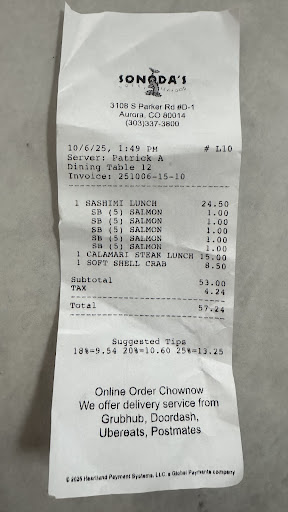 SONODA'S
3108 S Parker Rd #D-1
Aurora, CO 80014
(303)337-3800
10/6/25, 1:49 PM # L10
Server: Patrick A
Dining Table 12
Invoice: 251006-15-10
1 SASHIMI LUNCH 24.50
SB (5) SALMON 1.00
SB (5) SALMON 1.00
SB (5) SALMON 1.00
SB (5) SALMON 1.00
SB (5) SALMON 1.00
1 CALAMARI STEAK LUNCH 15.00
1 SOFT SHELL CRAB 8.50
Subtotal 53.00
TAX 4.24
Total 57.24
Suggested Tips
18%=9.54 20%=10.60 25%=13.25
Online Order Chownow
We offer delivery service from
Grubhub, Doordash,
Ubereats, Postmates
© 2025 Heartland Payment Systems, LLC, a Global Payments company